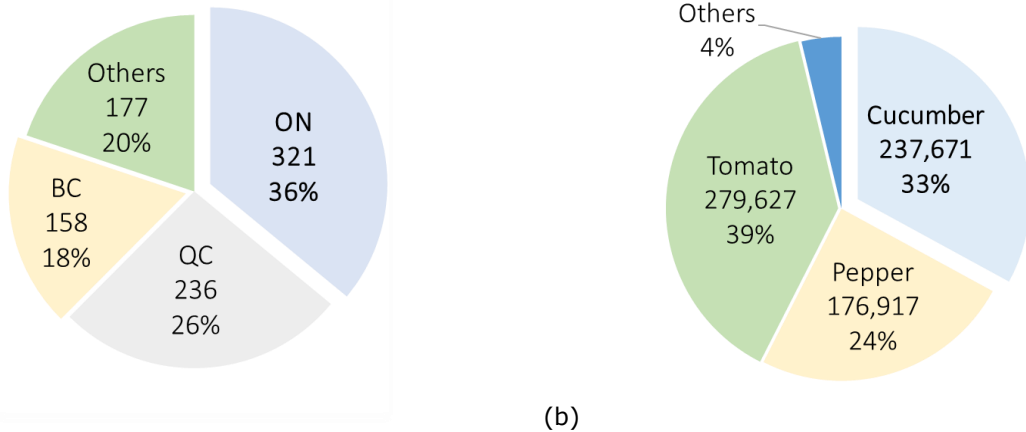 Others
177
20%
ON
321
36%
BC
158
18%
QC
236
26%
Others
4%
Cucumber
237,671
33%
Tomato
279,627
39%
Pepper
176,917
24%
(b)